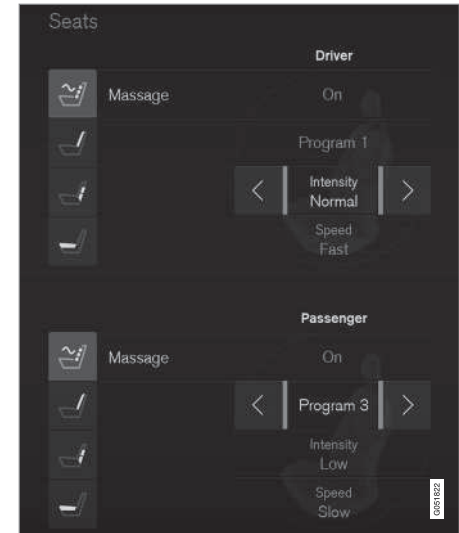 Seats
Driver
Massage On
Program 1
Intensity
Normal
Speed
Fast
Passenger
Massage On
Program 3
Intensity
Low
Speed
Slow
G051822